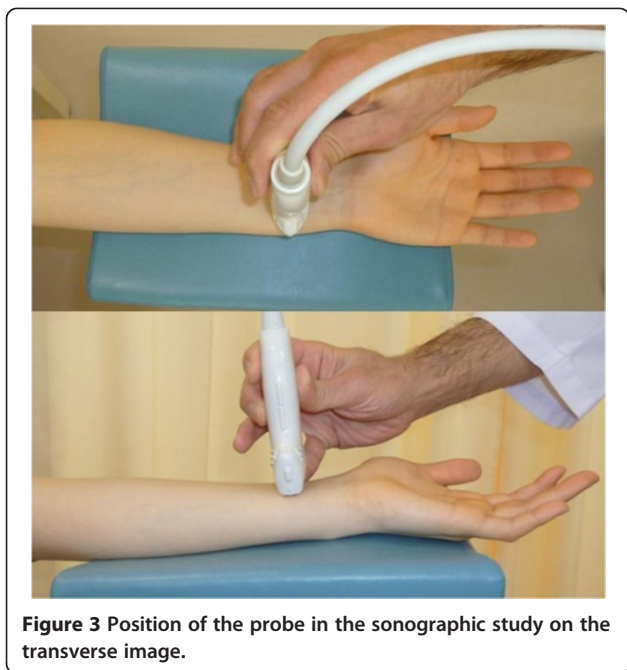 Figure 3 Position of the probe in the sonographic study on the
transverse image.